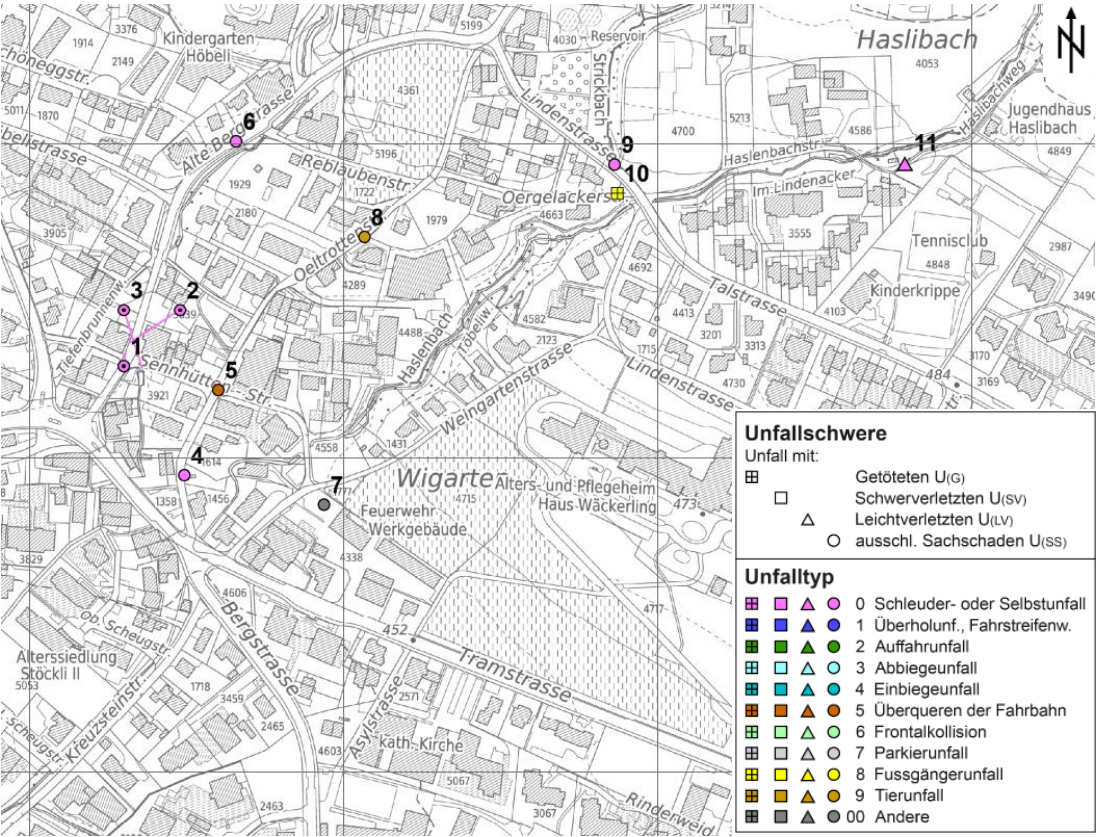 5199
3376
1914
2149
Kindergarten
Höbeli
4030
Reservoir
5214
Haslibach
4053
N
5011
1870
4361
Strickbach
Lindenstrasse
4700
5213
4586
Haslibachweg
Jugendhaus
Haslibach
4849
6
Alte Bergstrasse
5196
Reblaubenstr.
1722
1929
2180
1979
8
Oeltrottenstr.
9
10
Haslenbachstr.
11
Im Lindenacker
4663
3555
Tennisclub
4848
Kinderkrippe
2987
3905
4289
4692
Talstrasse
4103
3
2
Tiefenbrunnenw.
4488
Haslenbach
Tobelw.
4582
2123
4413
3201
3313
1715
3170
3169
484
1
Sennhütten-Str.
5
3921
Weingartenstrasse
Lindenstrasse
4730
4
1614
1358
1456
4558
1431
7
Feuerwehr
Werkgebäude
4715
Alters- und Pflegeheim
Haus Wäckerling
473
4338
3829
4606
Ob. Scheugstr.
Bergstrasse
452
Tramstrasse
4717
Alterssiedlung
Stöckli II
5053
1718
3459
2465
Kreuzsteinstr.
Asylstrasse
2571
4603
kath. Kirche
5067
2463
3067
Rinderweid
Unfallschwere
Unfall mit:
Getöteten U(G)
Schwerverletzten U(SV)
Leichtverletzten U(LV)
ausschl. Sachschaden U(SS)
Unfalltyp
0 Schleuder- oder Selbstunfall
1 Überholunf., Fahrstreifenw.
2 Auffahrunfall
3 Abbiegeunfall
4 Einbiegeunfall
5 Überqueren der Fahrbahn
6 Frontalkollision
7 Parkierunfall
8 Fussgängerunfall
9 Tierunfall
00 Andere